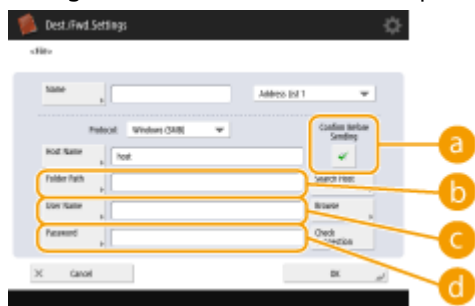 Dest./Fwd.Settings
<File>
Name
Address List 1
Protocol: Windows (SMB)
Confirm Before
Sending
Host Name
host
Folder Path
Search Host
User Name
Browse
Password
Check
Cancel
OK
a
b
c
d